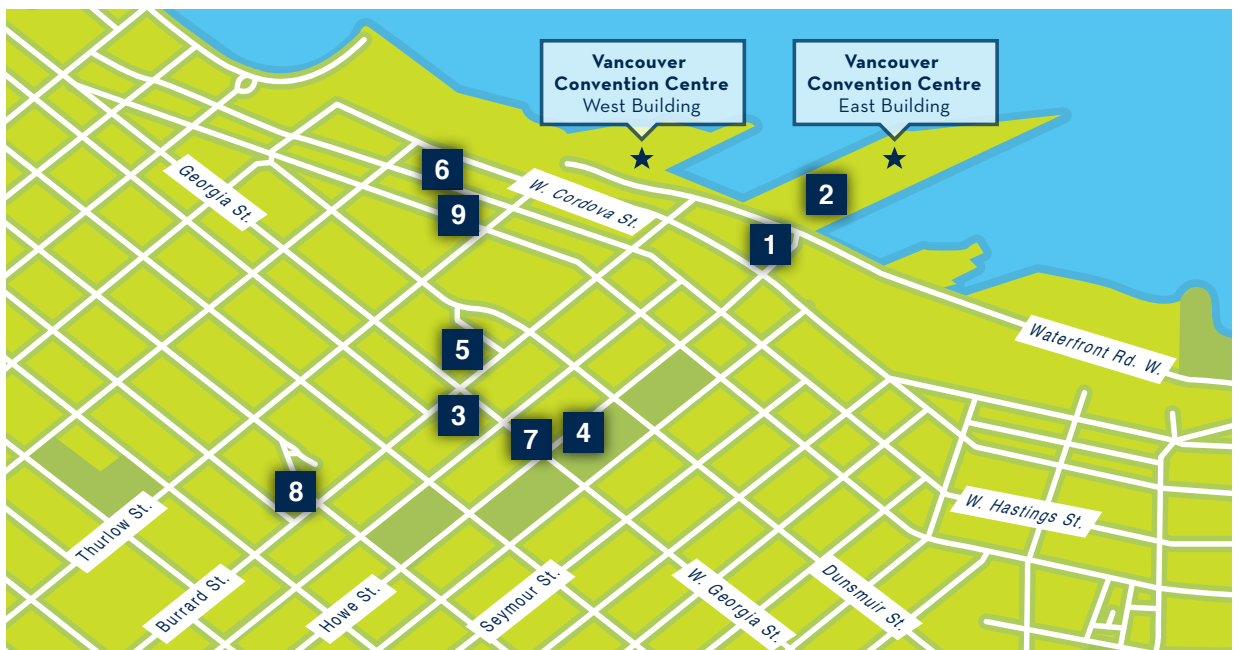 Vancouver
Convention Centre
West Building
Vancouver
Convention Centre
East Building
6
Georgia St.
W. Cordova St.
2
9
1
Waterfront Rd. W.
5
3
7
4
8
Thurlow St.
W. Hastings St.
Burrard St.
Howe St.
Seymour St.
W. Georgia St.
Dunsmuir St.